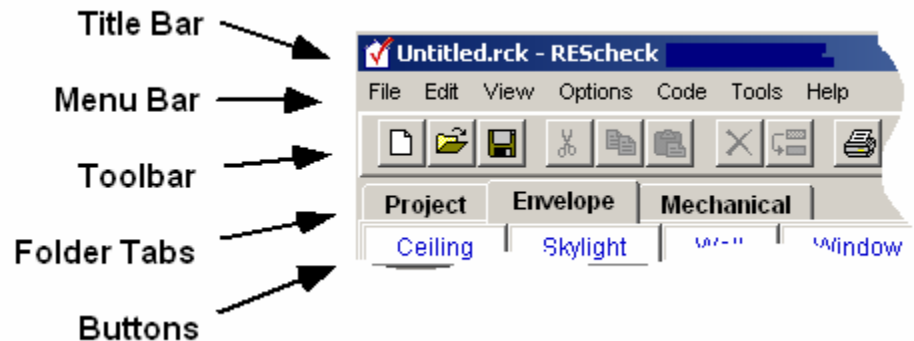 Title Bar
Untitled.rck - REScheck
Menu Bar
File Edit View Options Code Tools Help
Toolbar
Project Envelope Mechanical
Folder Tabs
Ceiling Skylight Window
Buttons